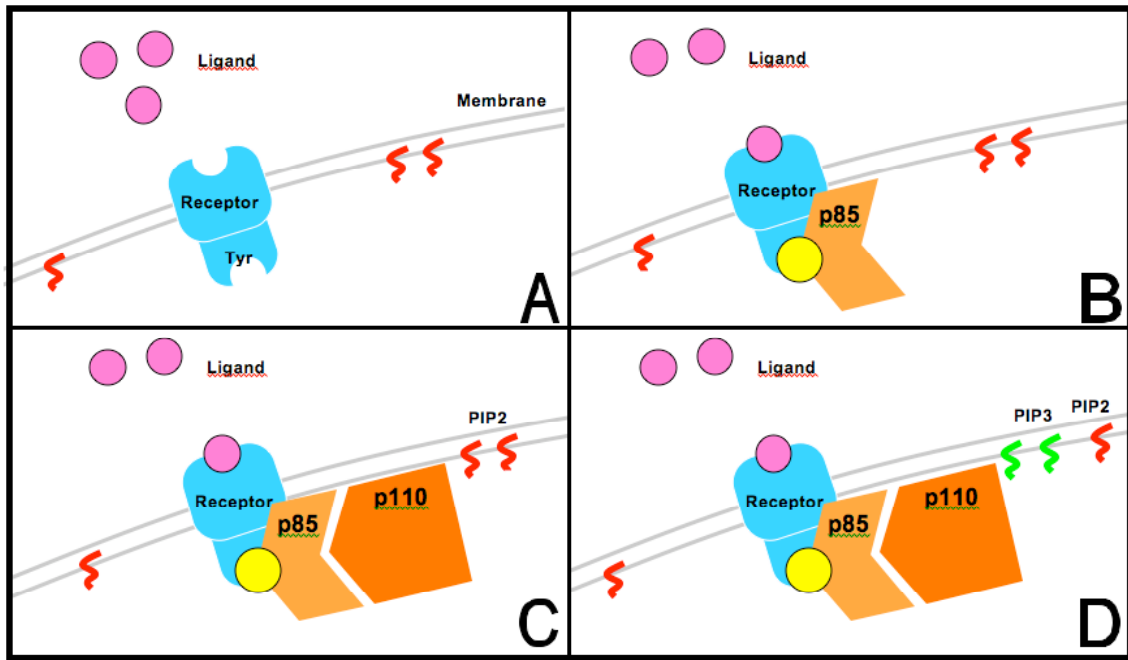 Ligand
Membrane
Receptor
Tyr
A
Ligand
Receptor
p85
B
Ligand
PIP2
Receptor
p110
p85
C
Ligand
PIP3
PIP2
Receptor
p110
p85
D